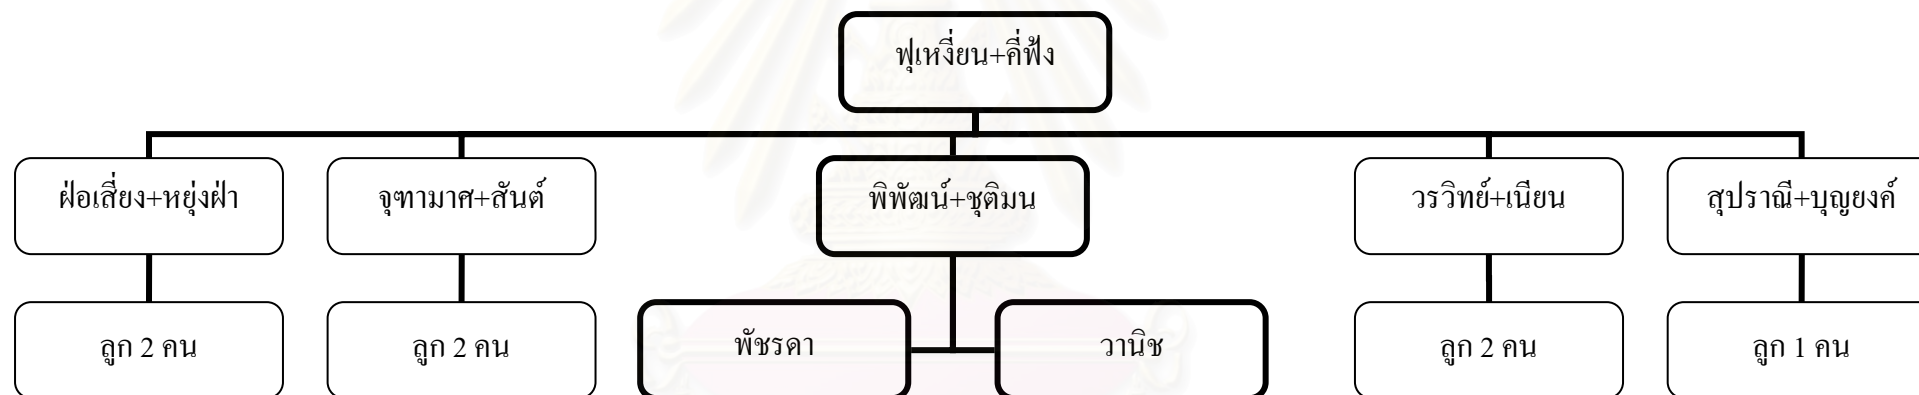 ฟุเหงี่ยน+คี่ฟ้ง
ฝ่อเสี่ยง+หยุ่งฝ่า
จุฑามาศ+สันต์
พิพัฒน์+ชุติมน
วรวิทย์+เนียน
สุปราณี+บุญยงค์
ลูก 2 คน
ลูก 2 คน
พัชรดา
วานิช
ลูก 2 คน
ลูก 1 คน